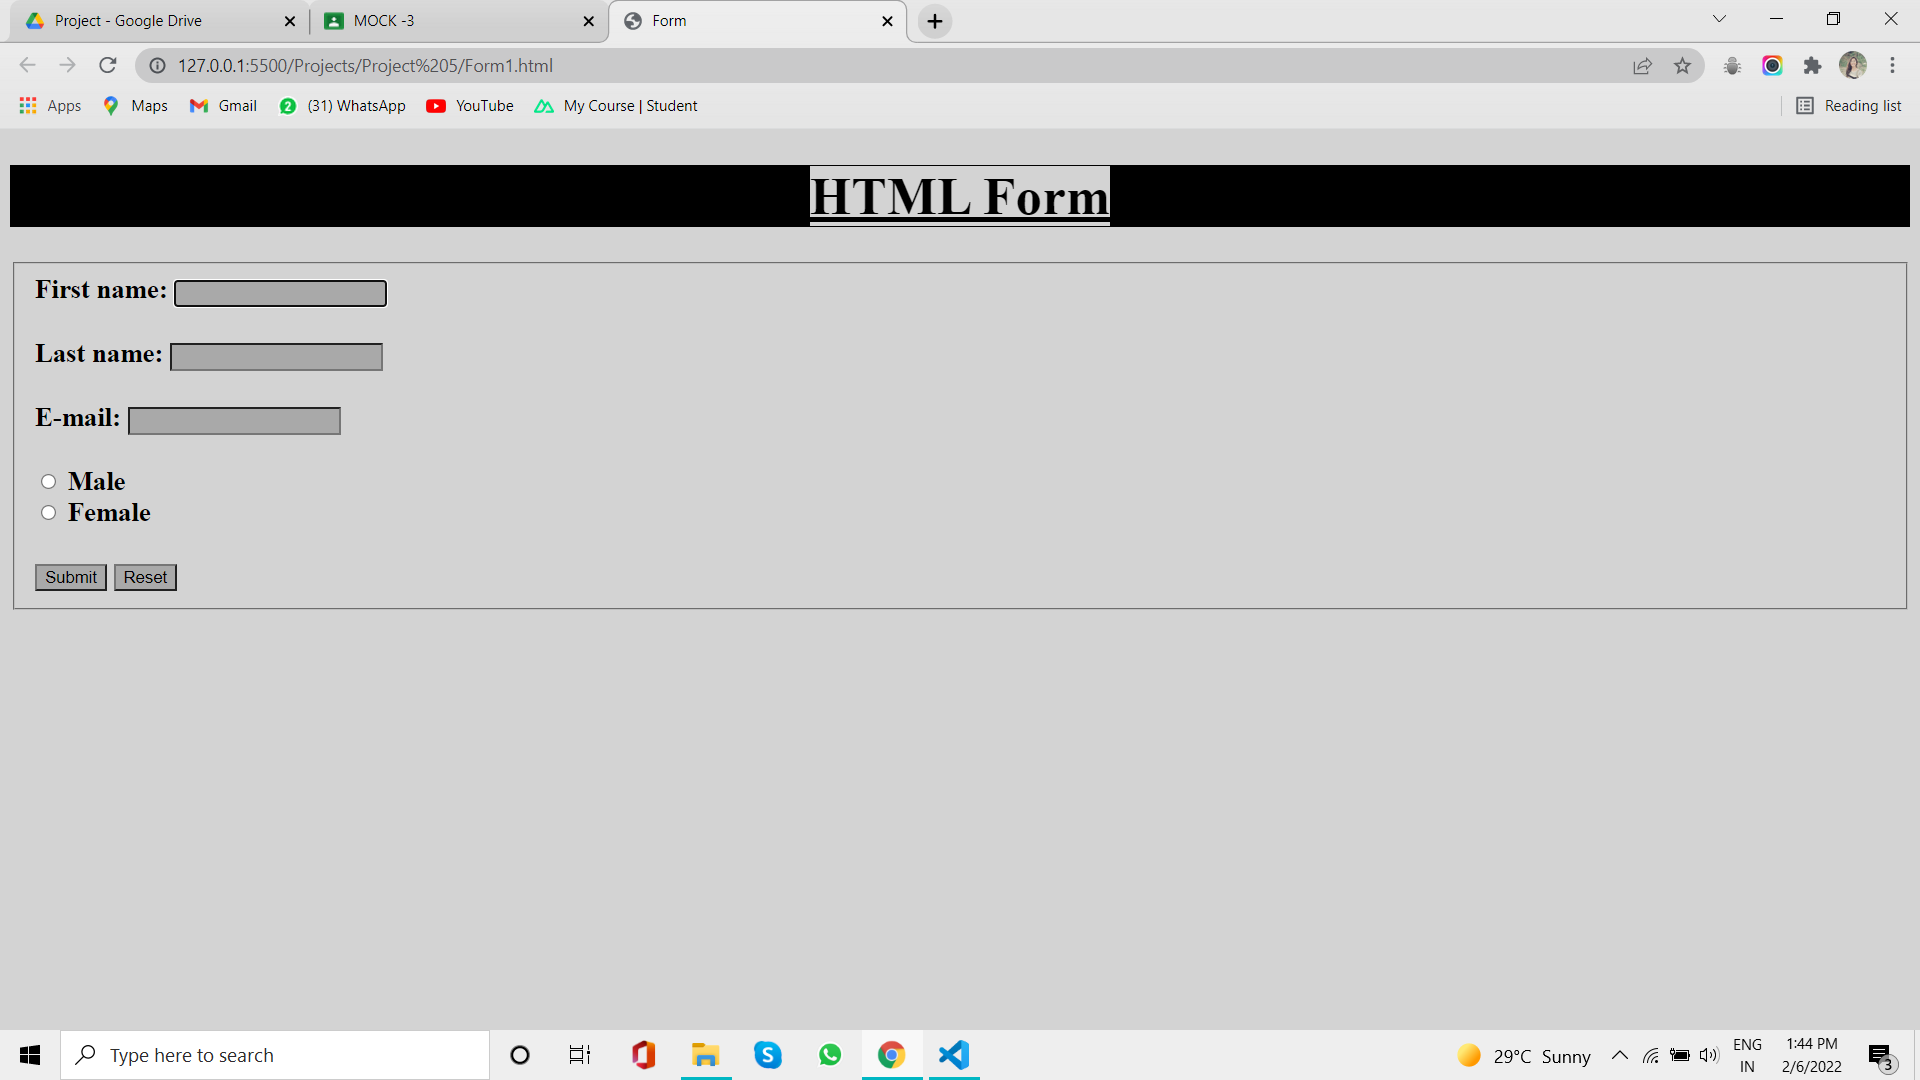 Project - Google Drive
MOCK -3
Form
127.0.0.1:5500/Projects/Project%205/Form1.html
Apps
Maps
Gmail
2
(31) WhatsApp
YouTube
My Course | Student
Reading list
HTML Form
First name:
Last name:
E-mail:
Male
Female
Submit
Reset
Type here to search
S
29°C Sunny
ENG
IN
1:44 PM
2/6/2022
3